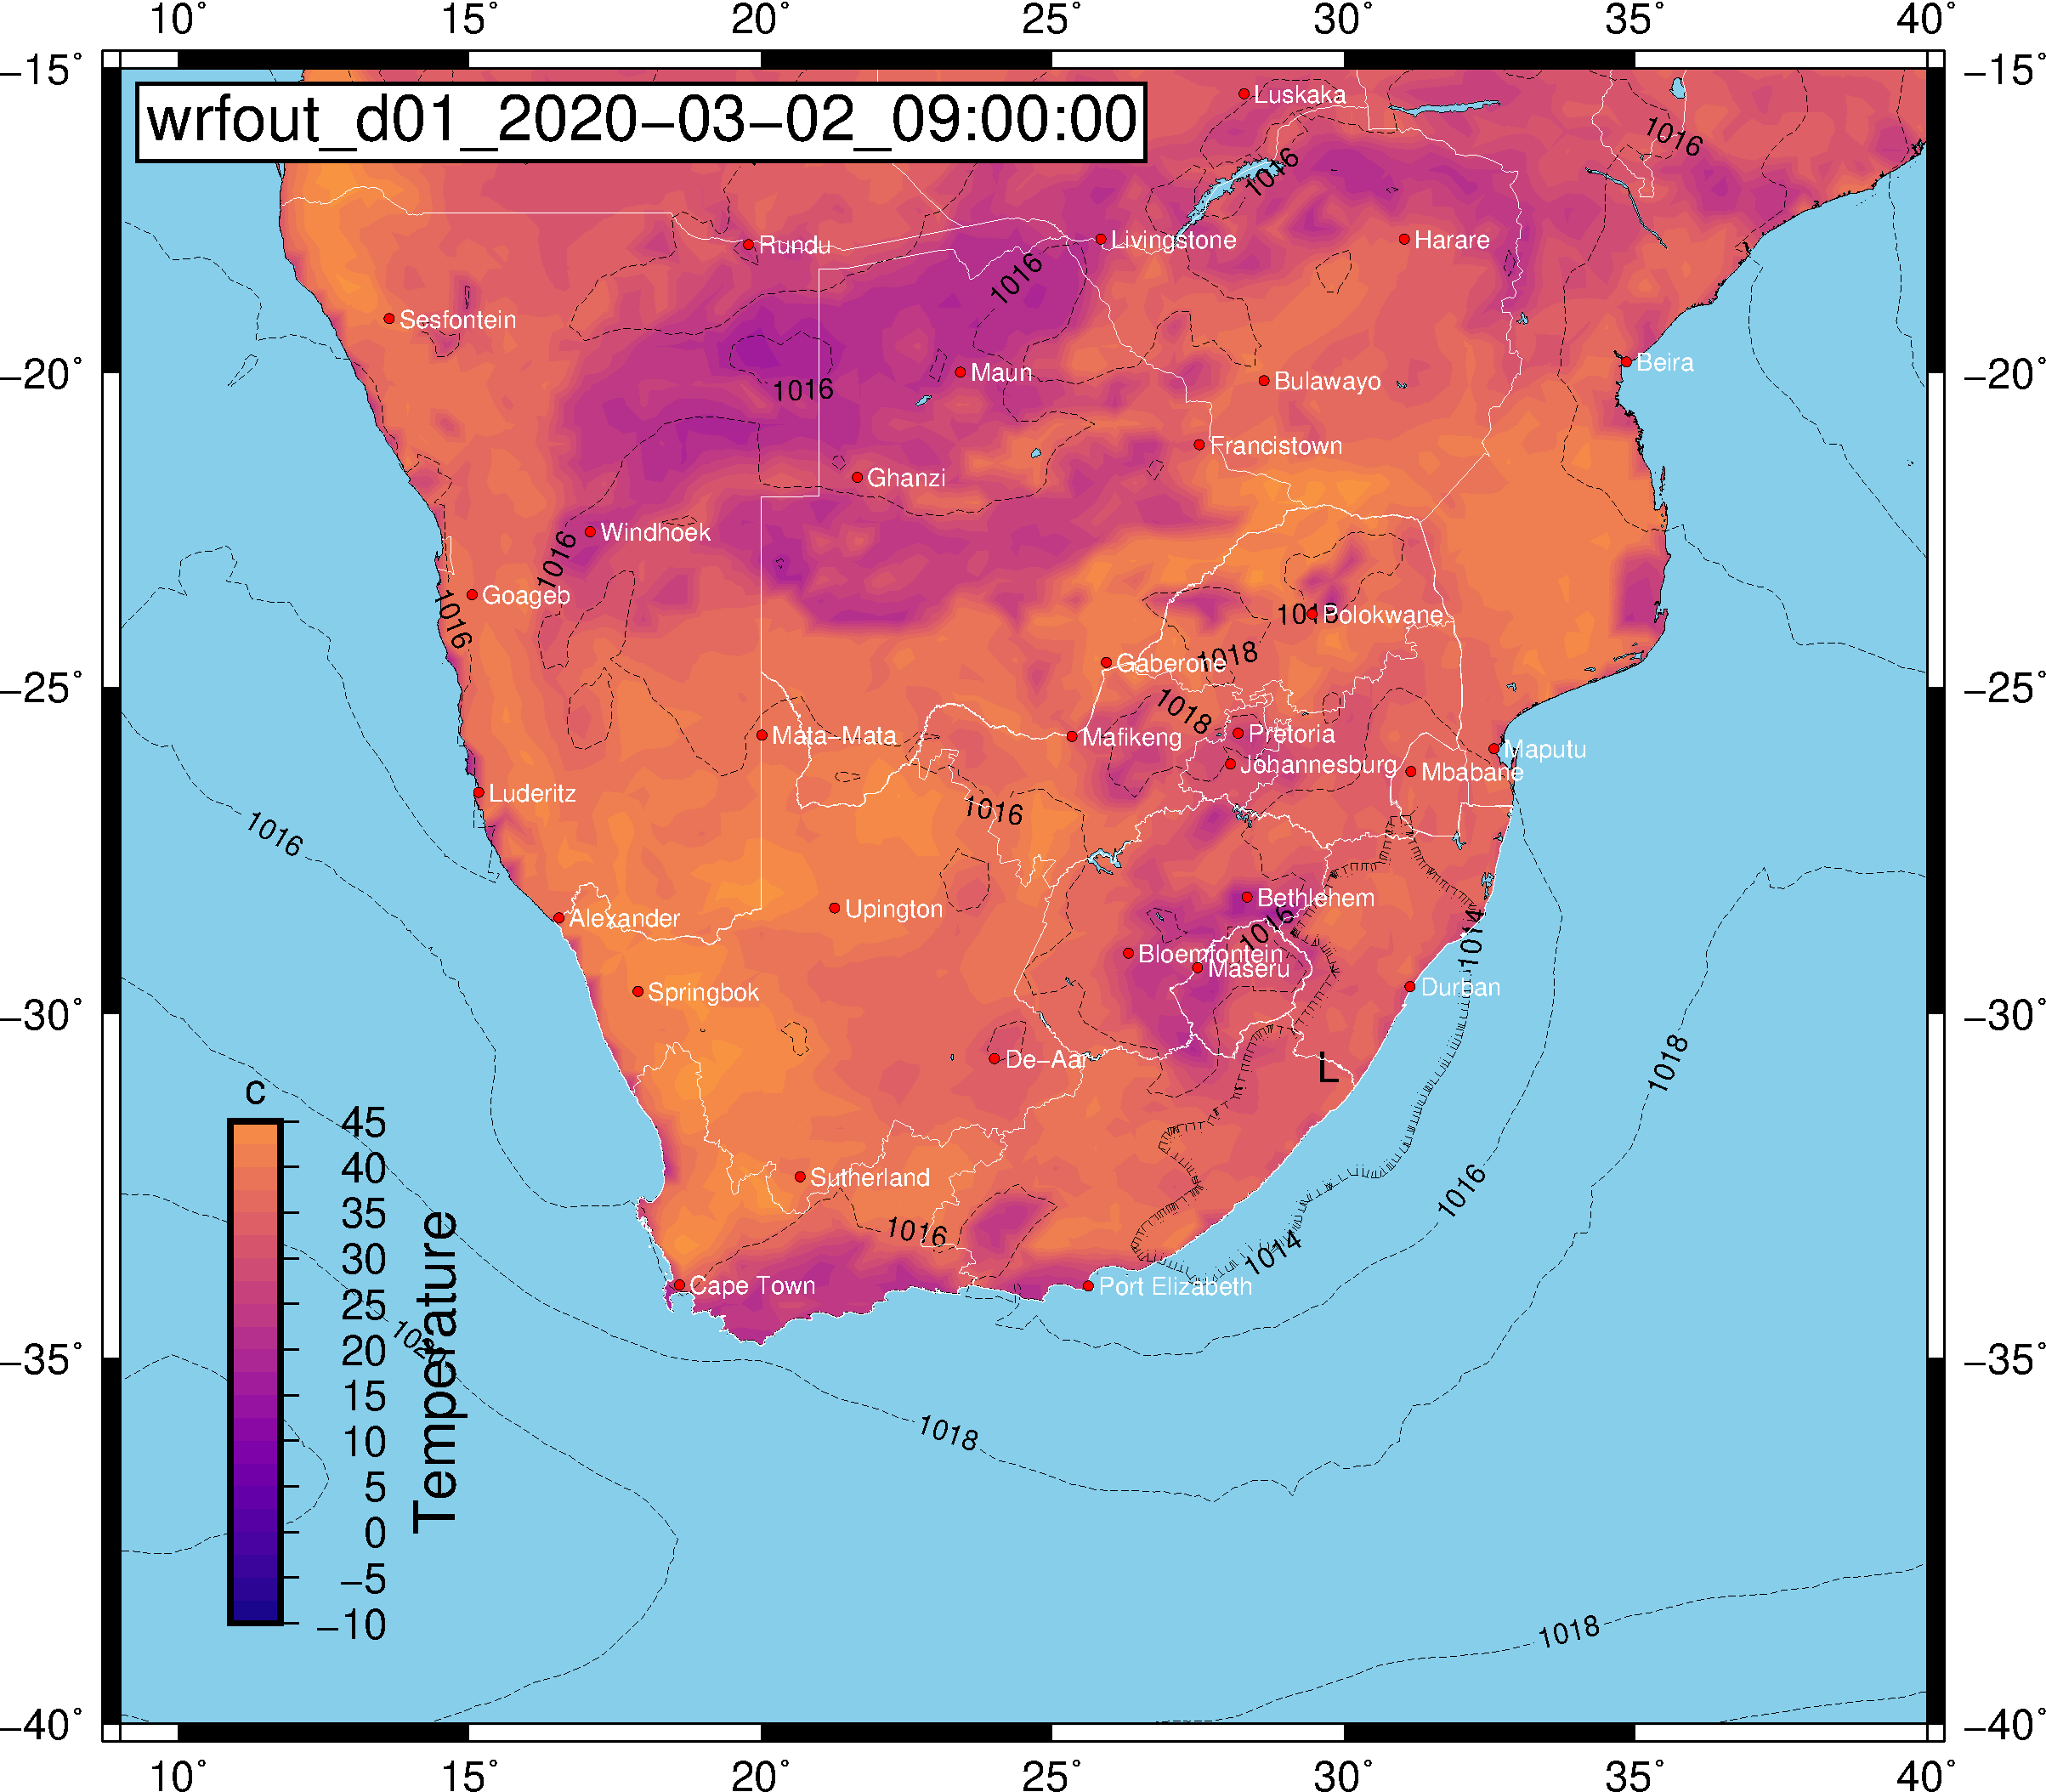 10° 15° 20° 25° 30° 35° 40°
−15° −15°
wrfout_d01_2020−03−02_09:00:00
Luskaka
1016
1016
Rundu
Livingstone
Harare
1016
Sesfontein
Beira
−20° −20°
Maun
Bulawayo
1016
Francistown
Ghanzi
Windhoek
1016
Goageb
1016
Polokwane
1018
Gaberone
−25° −25°
1018
Mata−Mata
Mafikeng
Pretoria
Maputu
Johannesburg
Mbabane
Luderitz
1016
1016
Bethlehem
Upington
Alexander
1016
1014
Bloemfontein
Maseru
Durban
Springbok
−30° −30°
De−Aar
L
1018
c
45
40
35
30
25
20
15
10
5
0
−5
−10
Temperature
Sutherland
1016
1016
1014
Cape Town
Port Elizabeth
−35° −35°
1018
1018
−40° −40°
10° 15° 20° 25° 30° 35° 40°